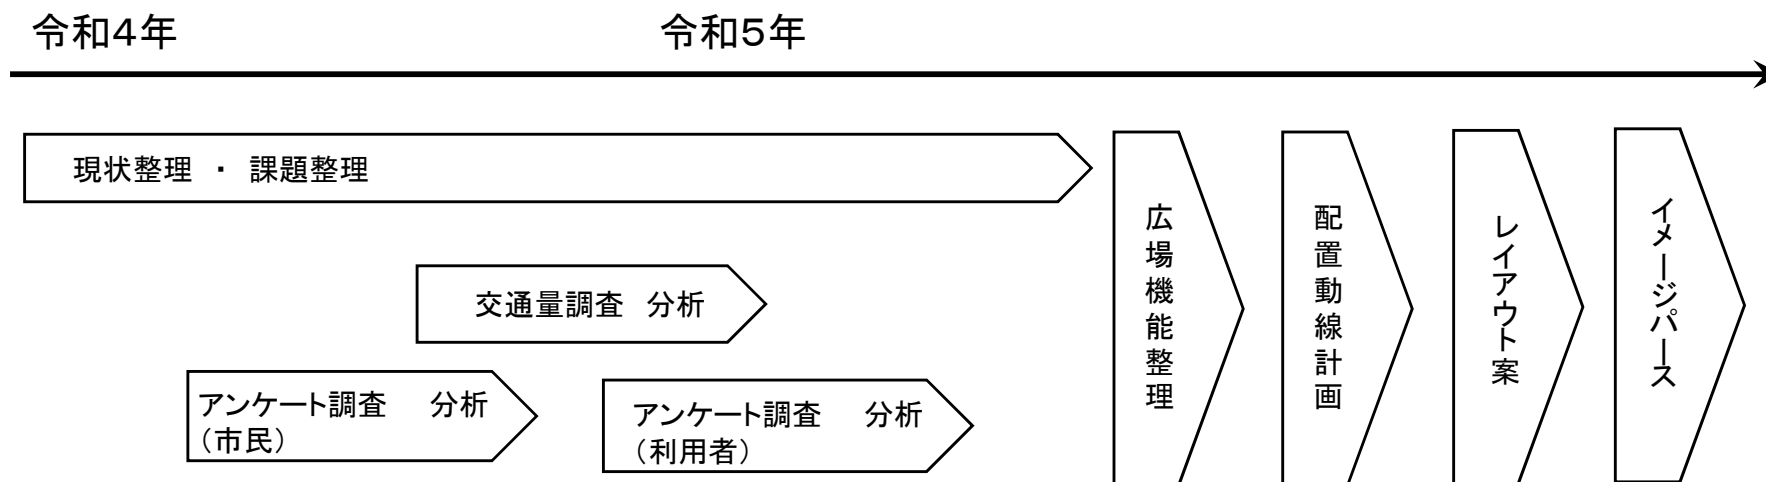 令和4年
令和5年
現状整理 ・ 課題整理
交通量調査 分析
アンケート調査 分析
（市民）
アンケート調査 分析
（利用者）
広場機能整理
配置動線計画
レイアウト案
イメージパース